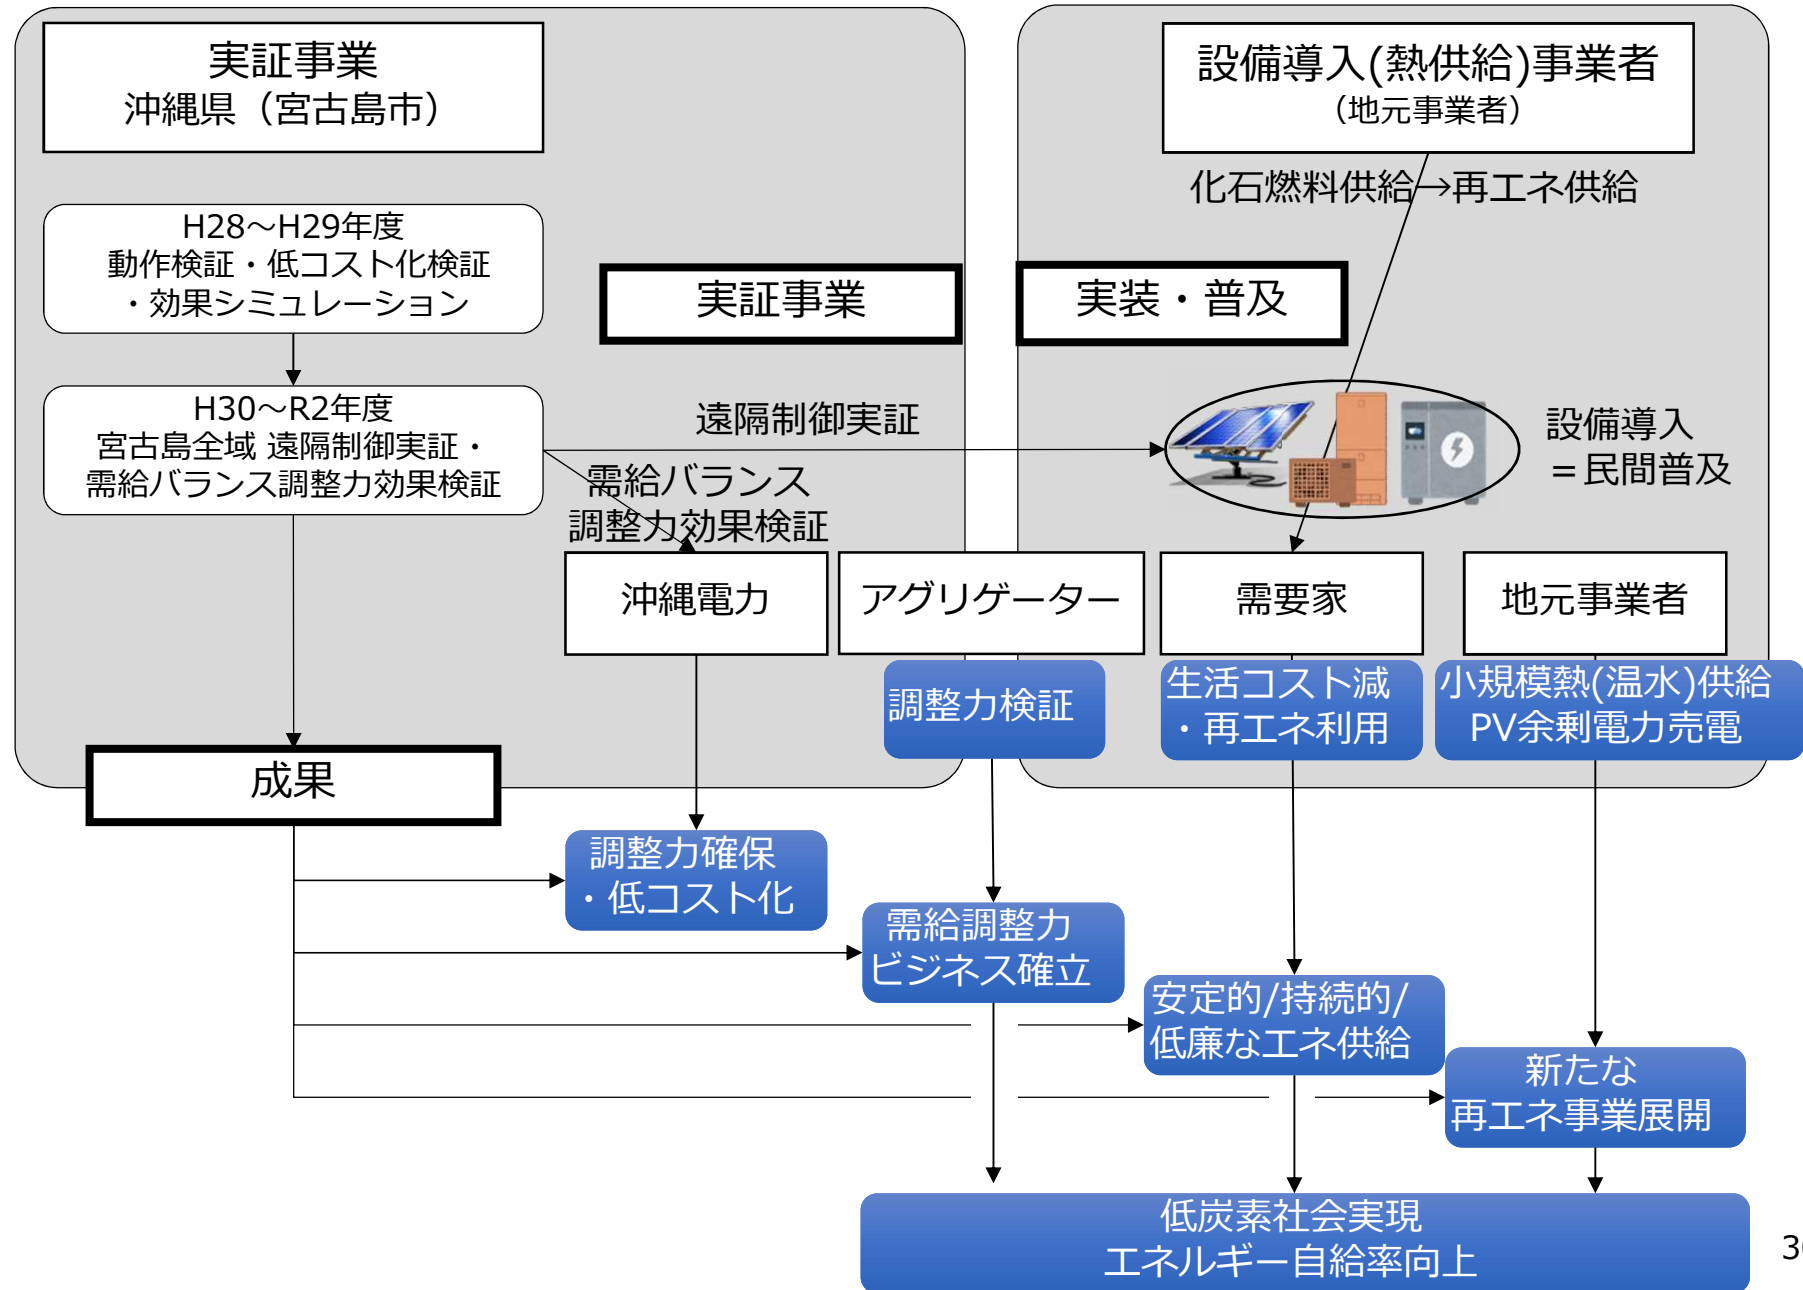 実証事業
沖縄県（宮古島市）
設備導入(熱供給)事業者
（地元事業者）
化石燃料供給→再エネ供給
H28～H29年度
動作検証・低コスト化検証
・効果シミュレーション
実証事業
実装・普及
H30～R2年度
宮古島全域 遠隔制御実証・
需給バランス調整力効果検証
遠隔制御実証
需給バランス
調整力効果検証
設備導入
＝民間普及
沖縄電力
アグリゲーター
需要家
地元事業者
調整力検証
生活コスト減
・再エネ利用
小規模熱(温水)供給
PV余剰電力売電
成果
調整力確保
・低コスト化
需給調整力
ビジネス確立
安定的/持続的/
低廉なエネ供給
新たな
再エネ事業展開
低炭素社会実現
エネルギー自給率向上